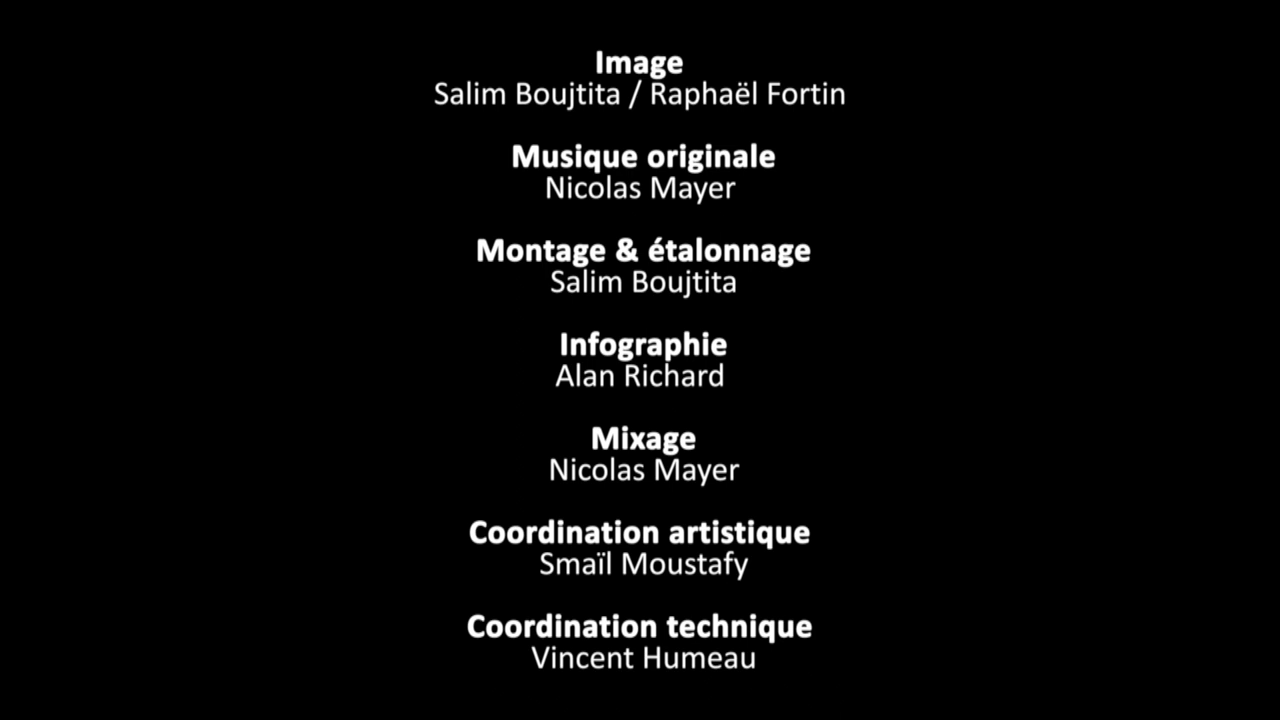 Image
Salim Boujtita / Raphaël Fortin
Musique originale
Nicolas Mayer
Montage & étalonnage
Salim Boujtita
Infographie
Alan Richard
Mixage
Nicolas Mayer
Coordination artistique
Smaïl Moustafy
Coordination technique
Vincent Humeau